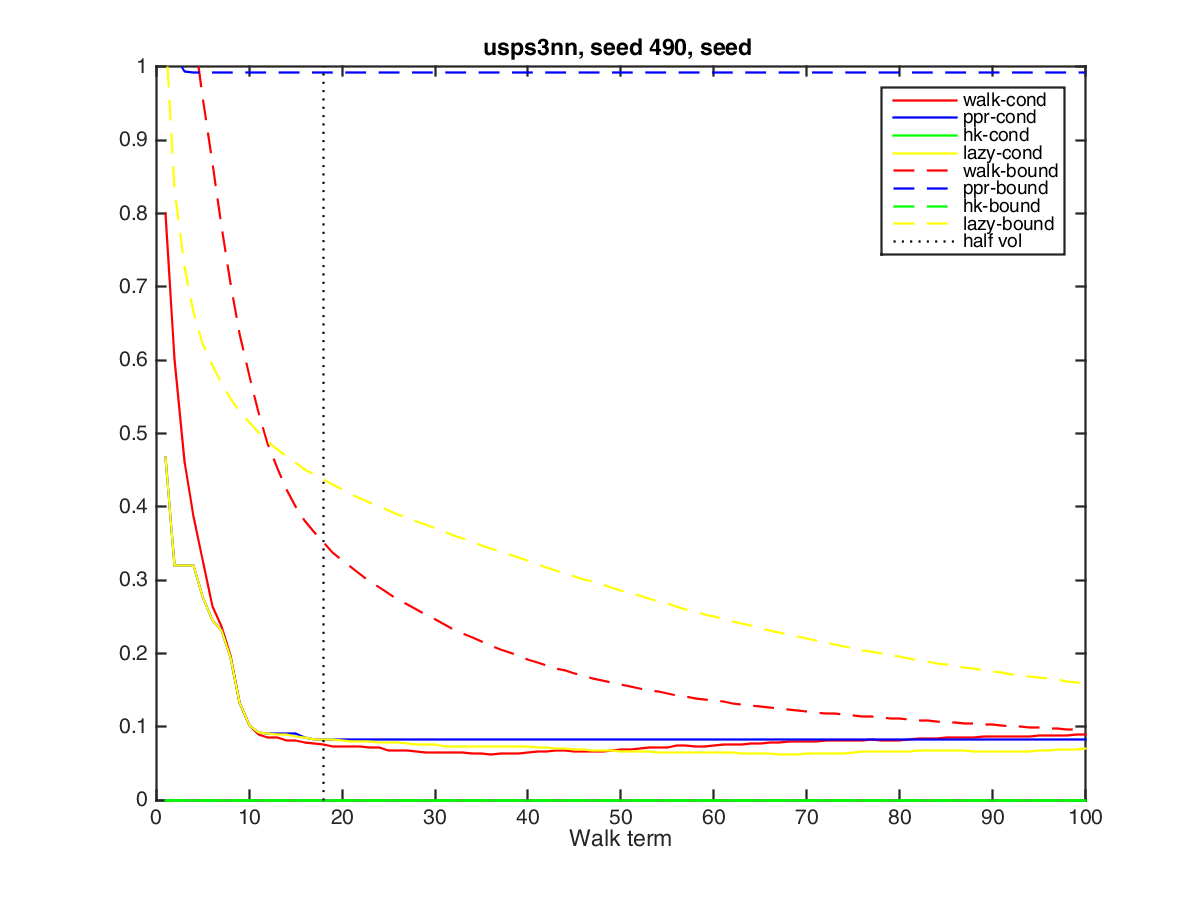 usps3nn, seed 490, seed
1
0.9
0.8
0.7
0.6
0.5
0.4
0.3
0.2
0.1
0
walk-cond
ppr-cond
hk-cond
lazy-cond
walk-bound
ppr-bound
hk-bound
lazy-bound
half vol
0 10 20 30 40 50 60 70 80 90 100
Walk term